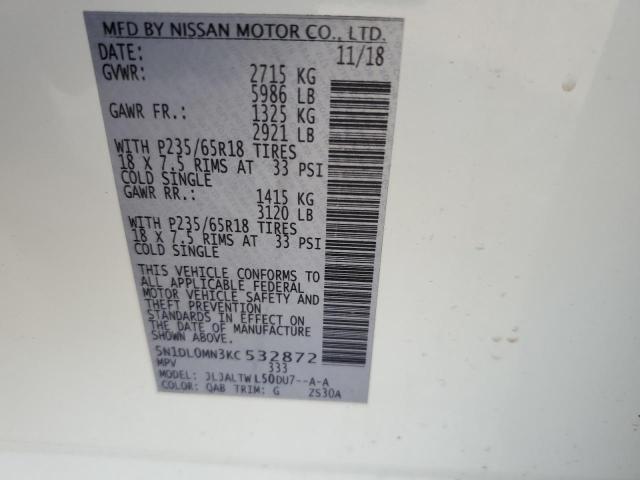 MFD BY NISSAN MOTOR CO., LTD.
DATE: 11/18
GVWR: 2715 KG
5986 LB
GAWR FR.: 1325 KG
2921 LB
WITH P235/65R18 TIRES
18 X 7.5 RIMS AT 33 PSI
COLD SINGLE
GAWR RR.: 1415 KG
3120 LB
WITH P235/65R18 TIRES
18 X 7.5 RIMS AT 33 PSI
COLD SINGLE
THIS VEHICLE CONFORMS TO
ALL APPLICABLE FEDERAL
MOTOR VEHICLE SAFETY AND
THEFT PREVENTION
STANDARDS IN EFFECT ON
THE DATE OF MANUFACTURE
SHOWN ABOVE.
5N1DL0MN3KC532872
MPV 333
MODEL: JLJALTWL50DU7--A-A
COLOR: QAB TRIM: G ZS30A